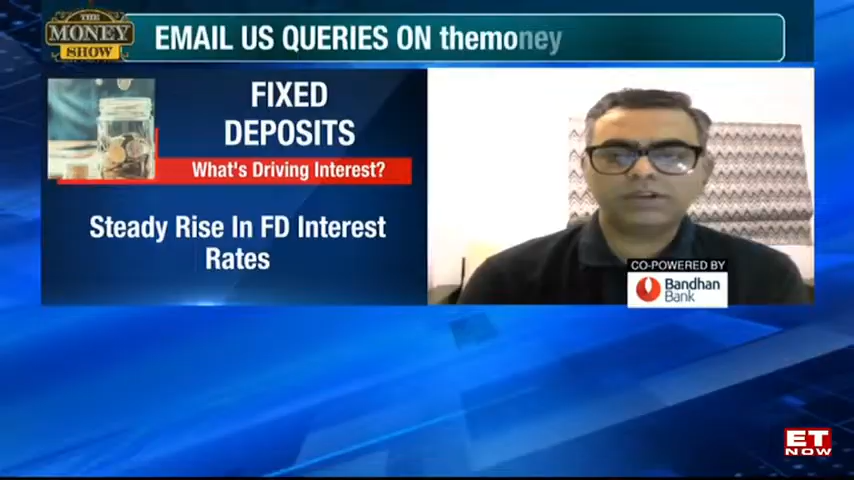 THE
MONEY
SHOW
EMAIL US QUERIES ON themoney
FIXED
DEPOSITS
What's Driving Interest?
Steady Rise In FD Interest
Rates
CO-POWERED BY
Bandhan
Bank
ET
NOW